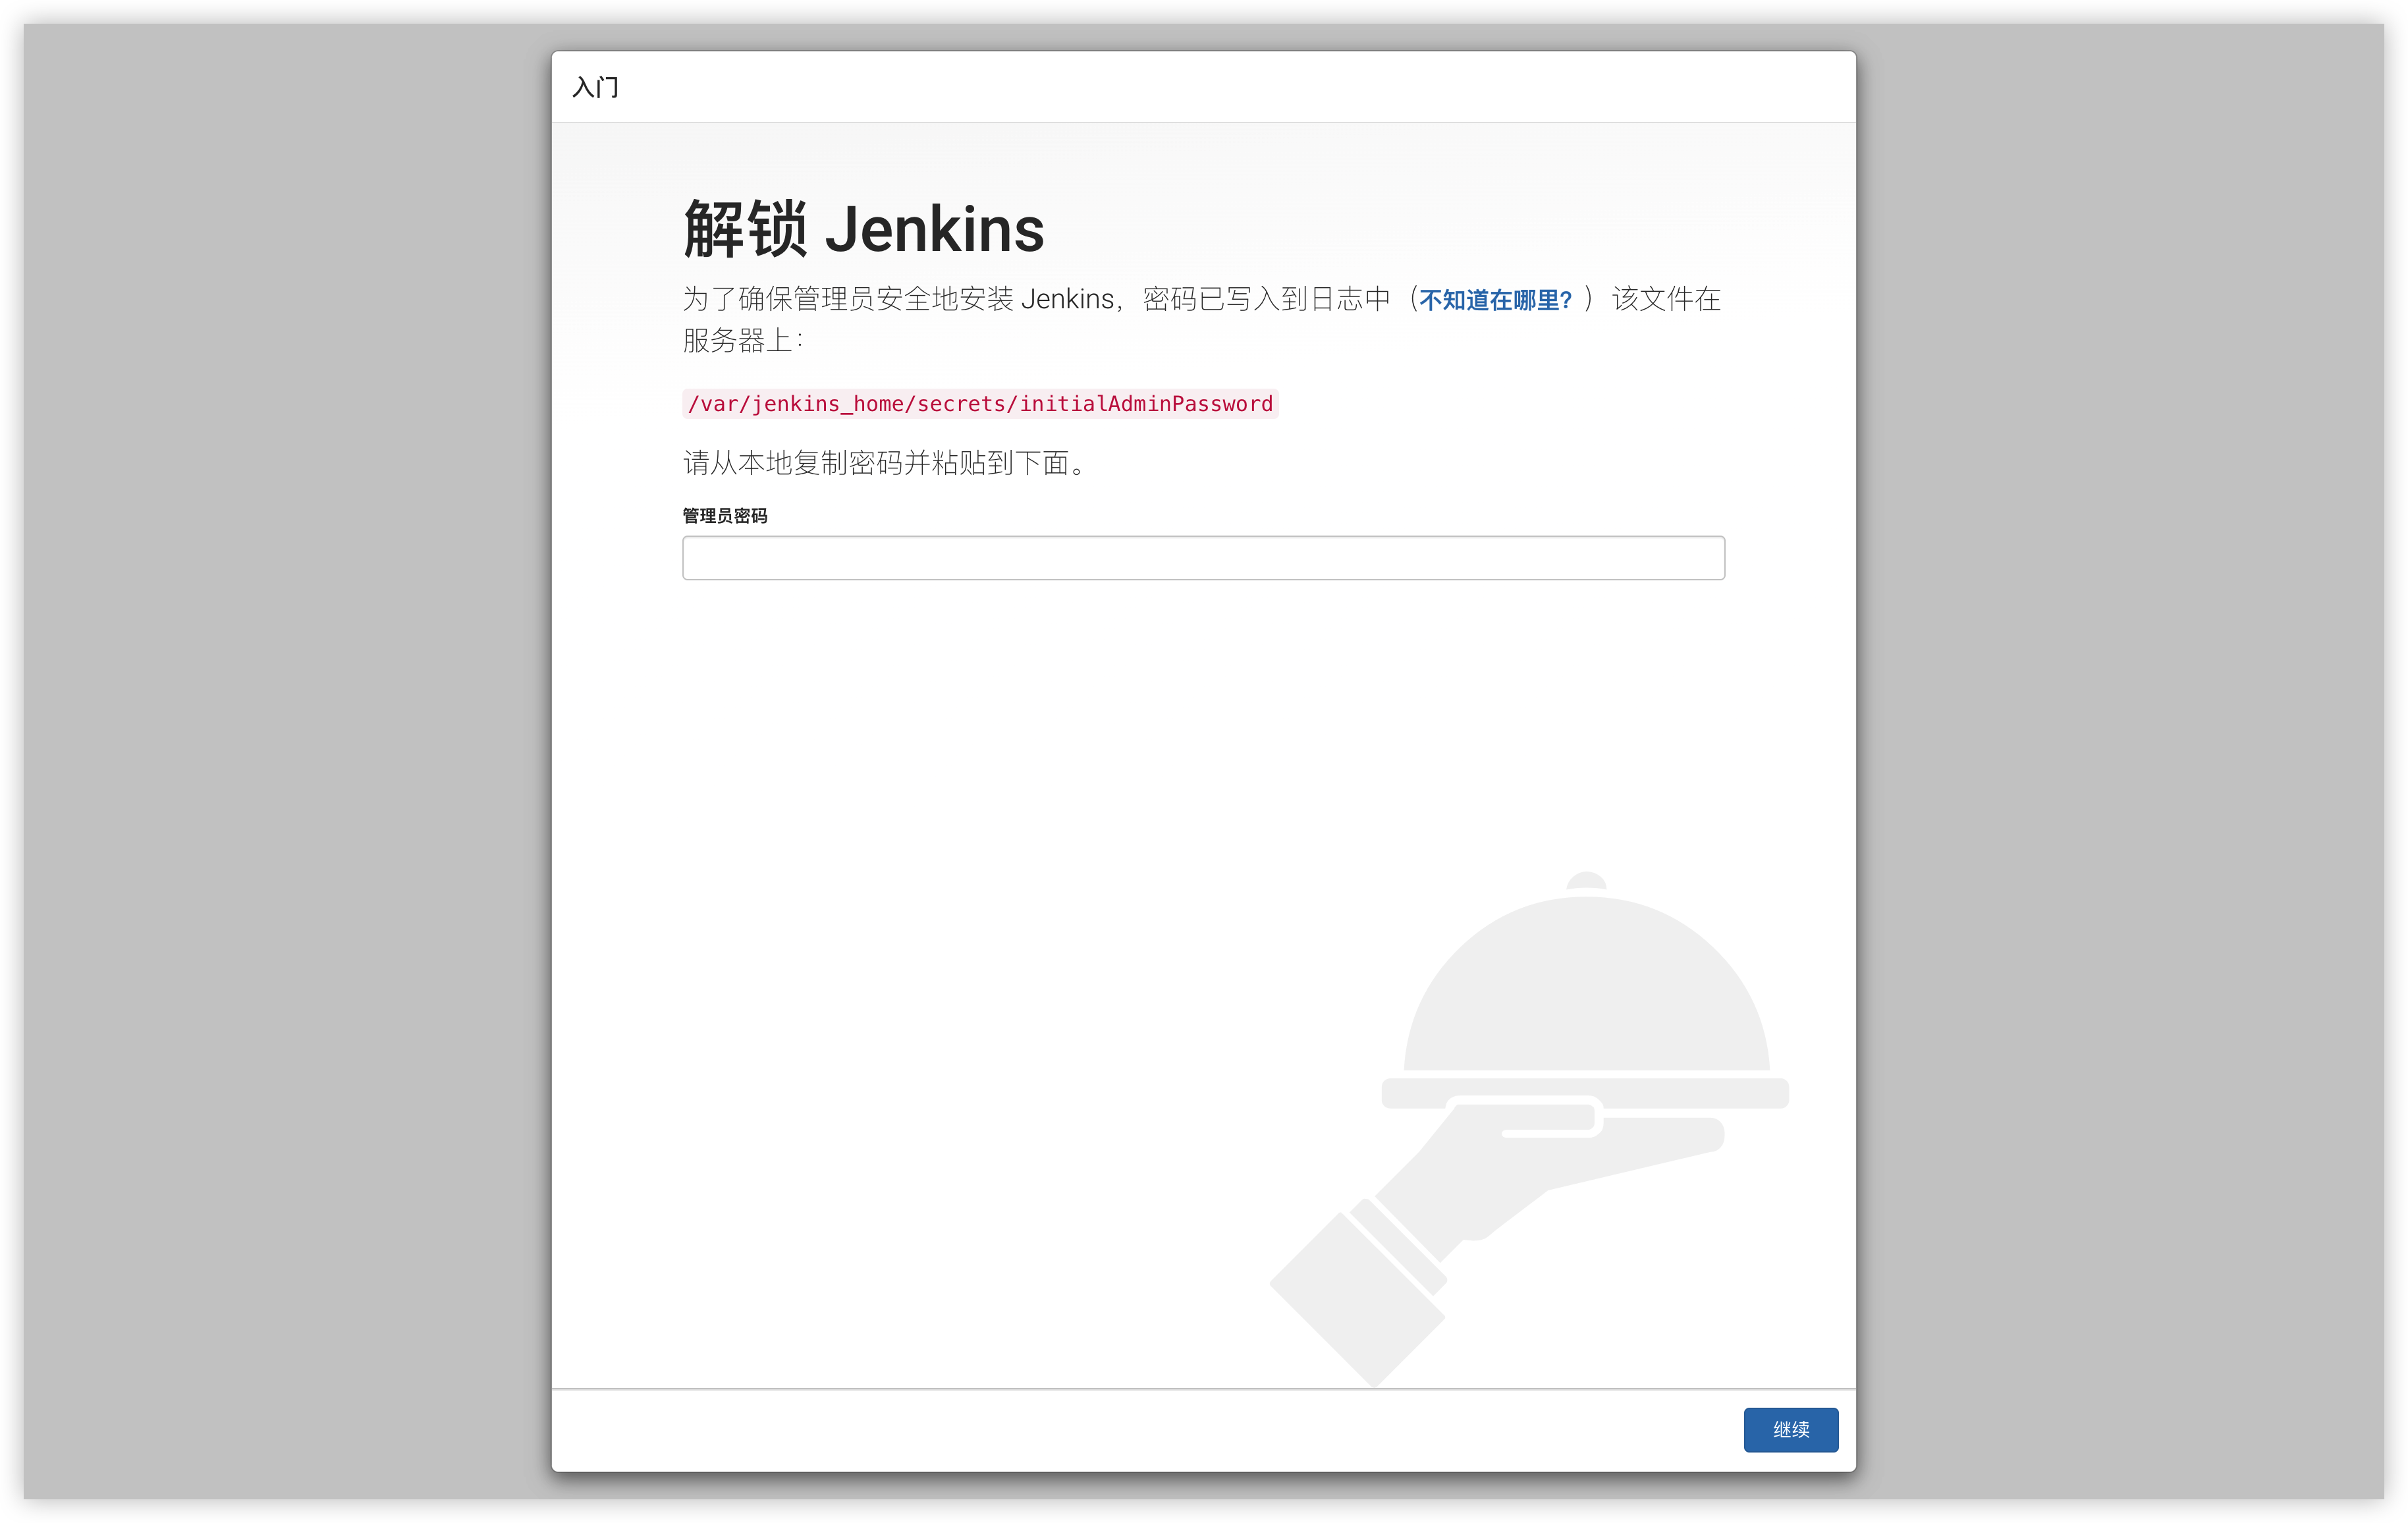 入门
解锁 Jenkins
为了确保管理员安全地安装 Jenkins，密码已写入到日志中（不知道在哪里？）该文件在
服务器上：
/var/jenkins_home/secrets/initialAdminPassword
请从本地复制密码并粘贴到下面。
管理员密码
继续